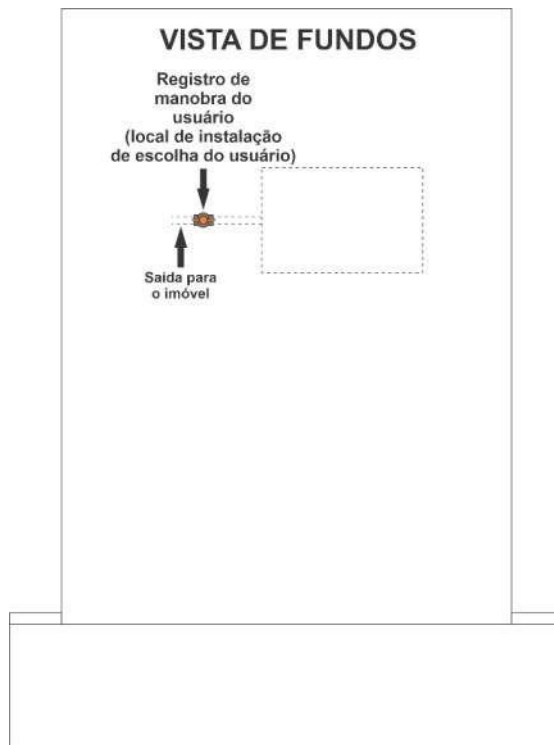 VISTA DE FUNDOS
Registro de
manobra do
usuário
(local de instalação
de escolha do usuário)
Saída para
o imóvel